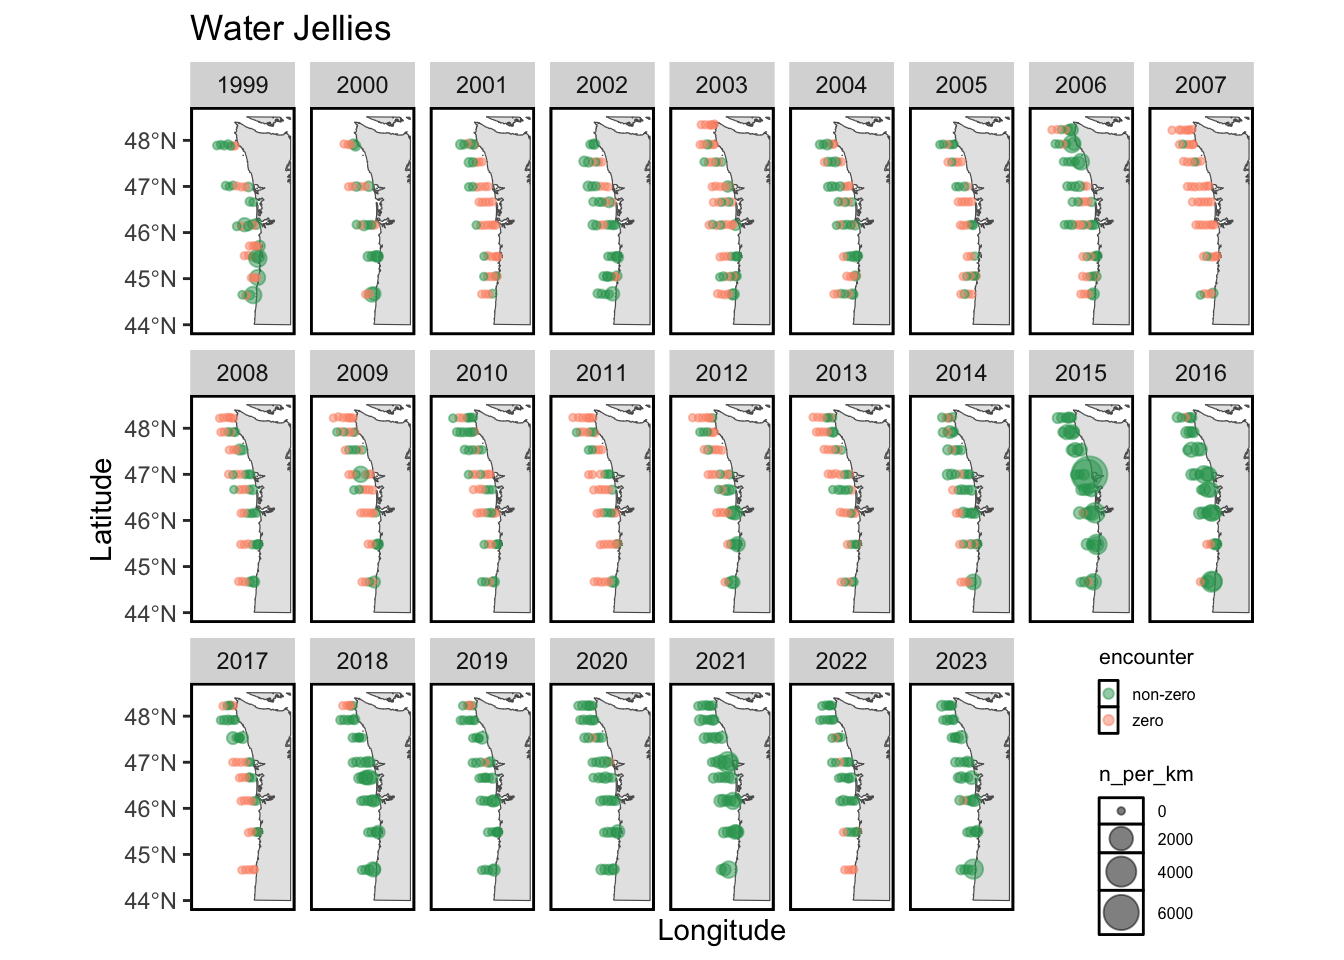 Water Jellies
1999 2000 2001 2002 2003 2004 2005 2006 2007
48°N
47°N
46°N
45°N
44°N
2008 2009 2010 2011 2012 2013 2014 2015 2016
48°N
47°N
46°N
45°N
44°N
Latitude
2017 2018 2019 2020 2021 2022 2023
48°N
47°N
46°N
45°N
44°N
Longitude
encounter
non-zero
zero
n_per_km
0
2000
4000
6000